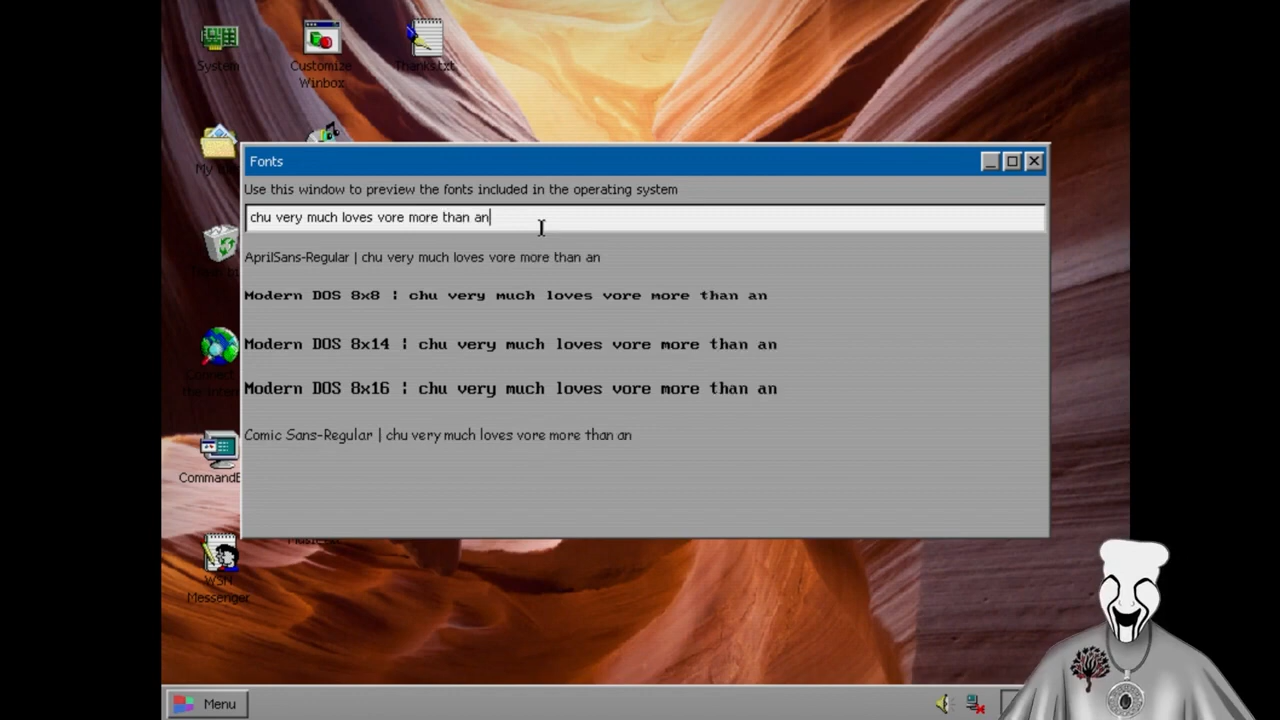 System
Customize
Winbox
Thanks.txt
Fonts
Use this window to preview the fonts included in the operating system
chu very much loves vore more than an
AprilSans-Regular | chu very much loves vore more than an
Modern DOS 8x8 ¦ chu very much loves vore more than an
Modern DOS 8x14 ¦ chu very much loves vore more than an
Modern DOS 8x16 ¦ chu very much loves vore more than an
Comic Sans-Regular | chu very much loves vore more than an
My
Connect
WSN
Messenger
Menu